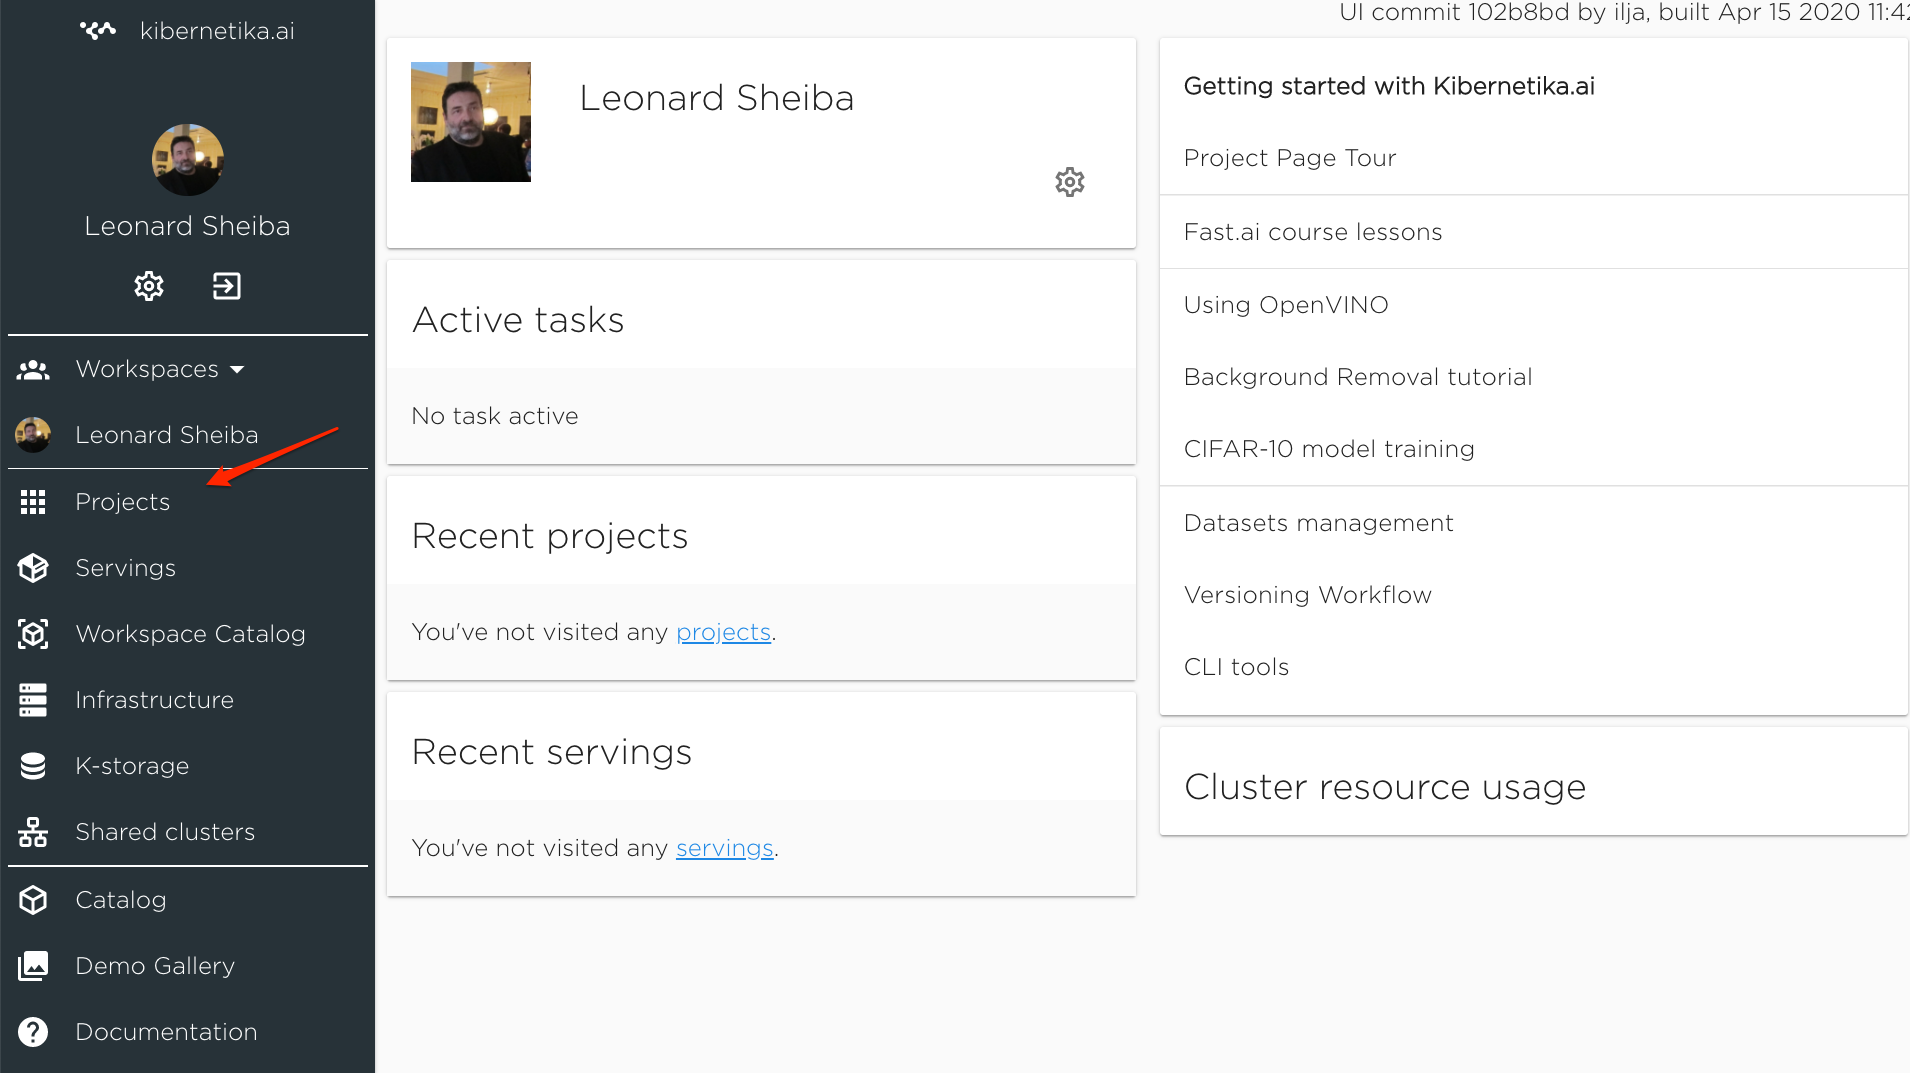 kibernetika.ai
Leonard Sheiba
Workspaces
Leonard Sheiba
Projects
Servings
Workspace Catalog
Infrastructure
K-storage
Shared clusters
Catalog
Demo Gallery
Documentation
UI commit 102b8bd by ilja, built Apr 15 2020 11:42
Leonard Sheiba
Active tasks
No task active
Recent projects
You've not visited any projects.
Recent servings
You've not visited any servings.
Getting started with Kibernetika.ai
Project Page Tour
Fast.ai course lessons
Using OpenVINO
Background Removal tutorial
CIFAR-10 model training
Datasets management
Versioning Workflow
CLI tools
Cluster resource usage